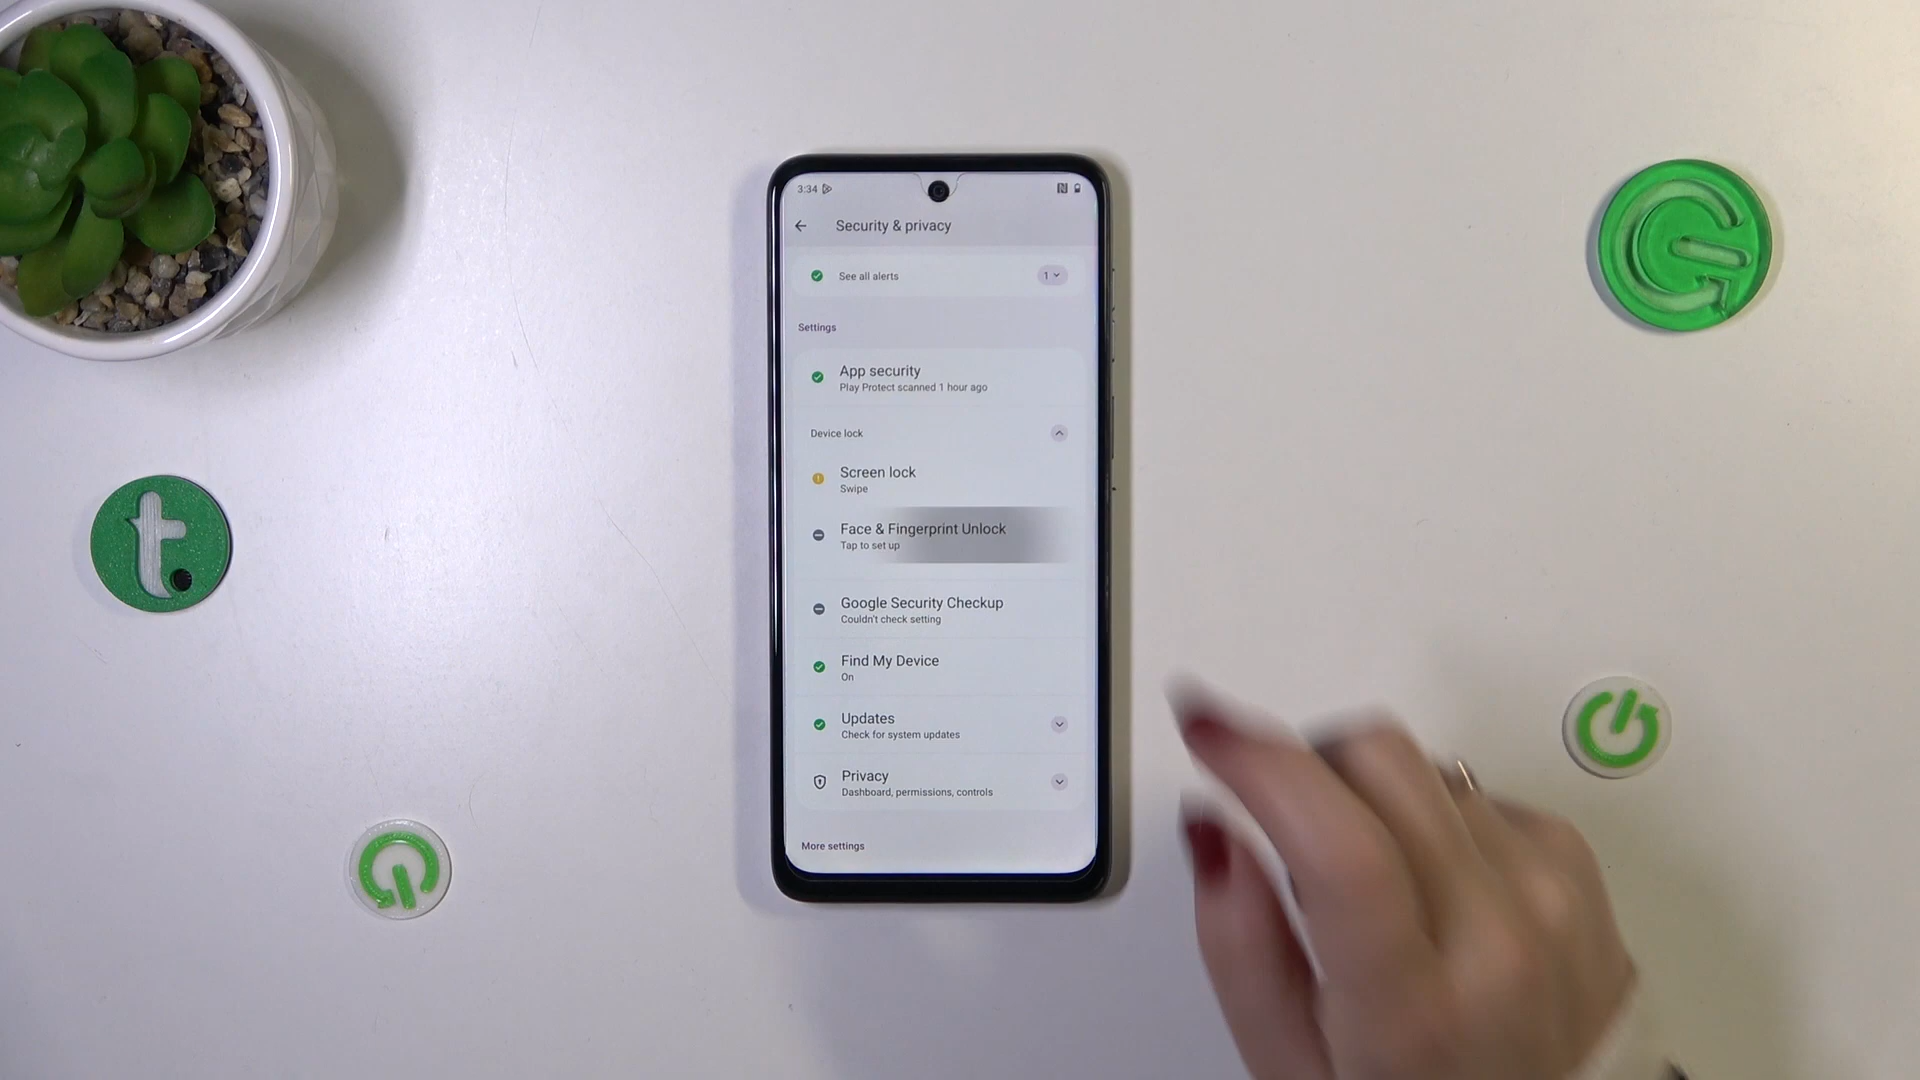 3:34
Security & privacy
See all alerts
1
Settings
App security
Play Protect scanned 1 hour ago
Device lock
Screen lock
Swipe
Face & Fingerprint Unlock
Tap to set up
Google Security Checkup
Couldn't check setting
Find My Device
On
Updates
Check for system updates
Privacy
Dashboard, permissions, controls
More settings
t.